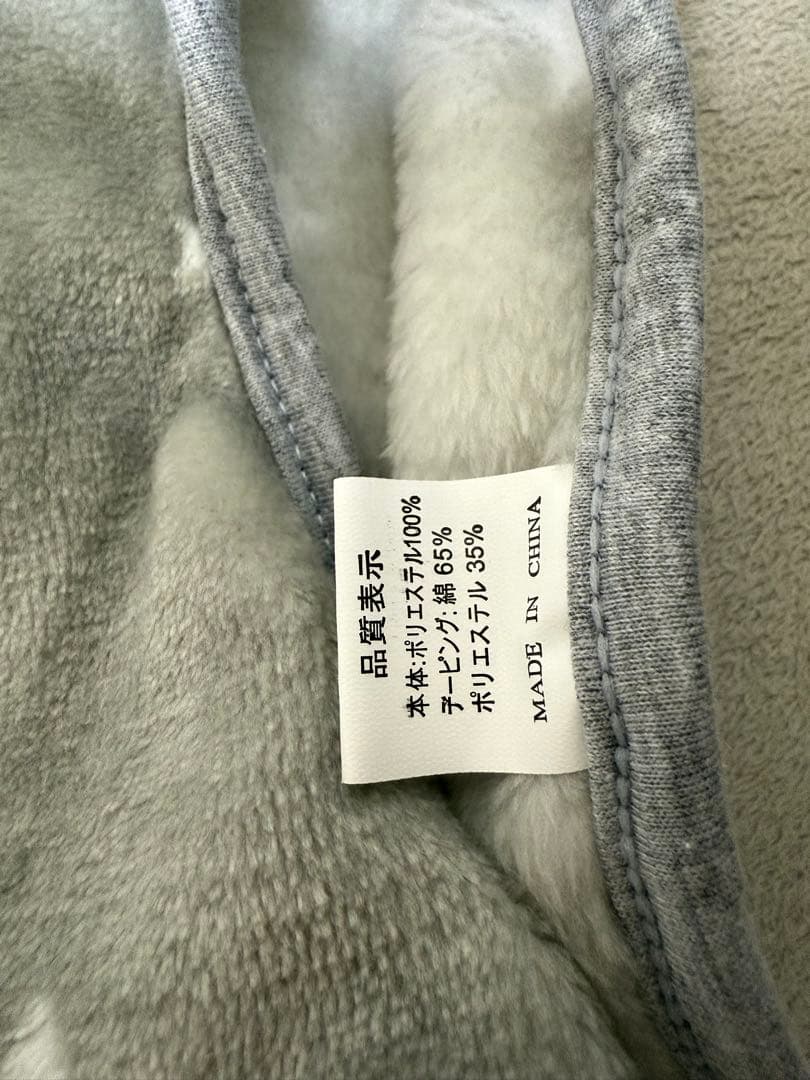 品質表示
本体:ポリエステル100%
テーピング: 綿 65%
ポリエステル 35%
MADE IN CHINA